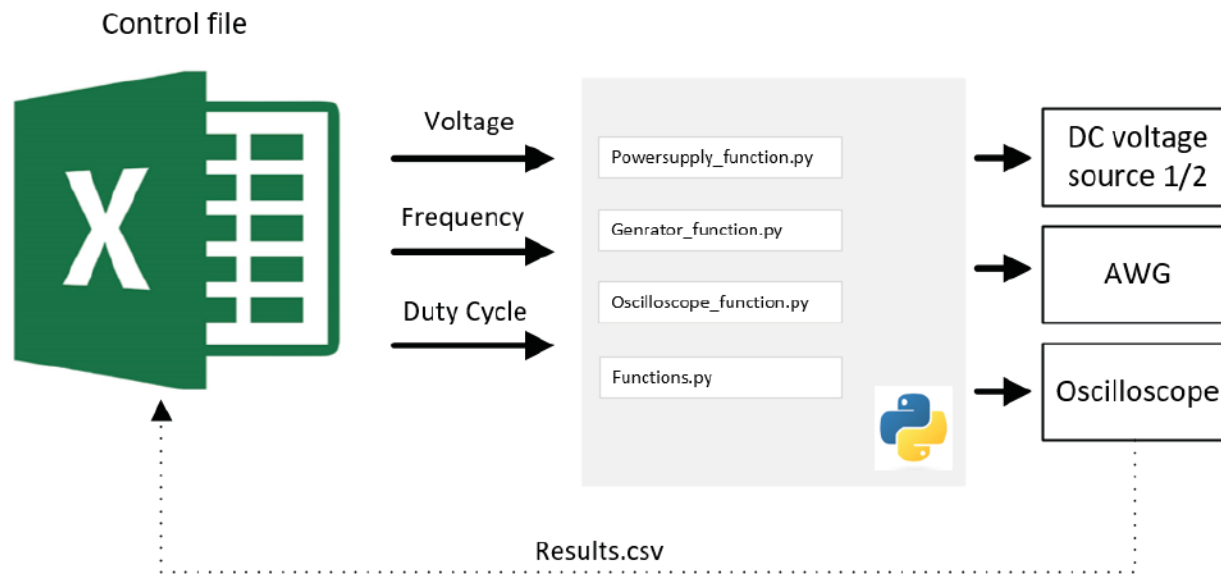 Control file
X
Voltage
Frequency
Duty Cycle
Powersupply_function.py
Genrator_function.py
Oscilloscope_function.py
Functions.py
DC voltage
source 1/2
AWG
Oscilloscope
Results.csv